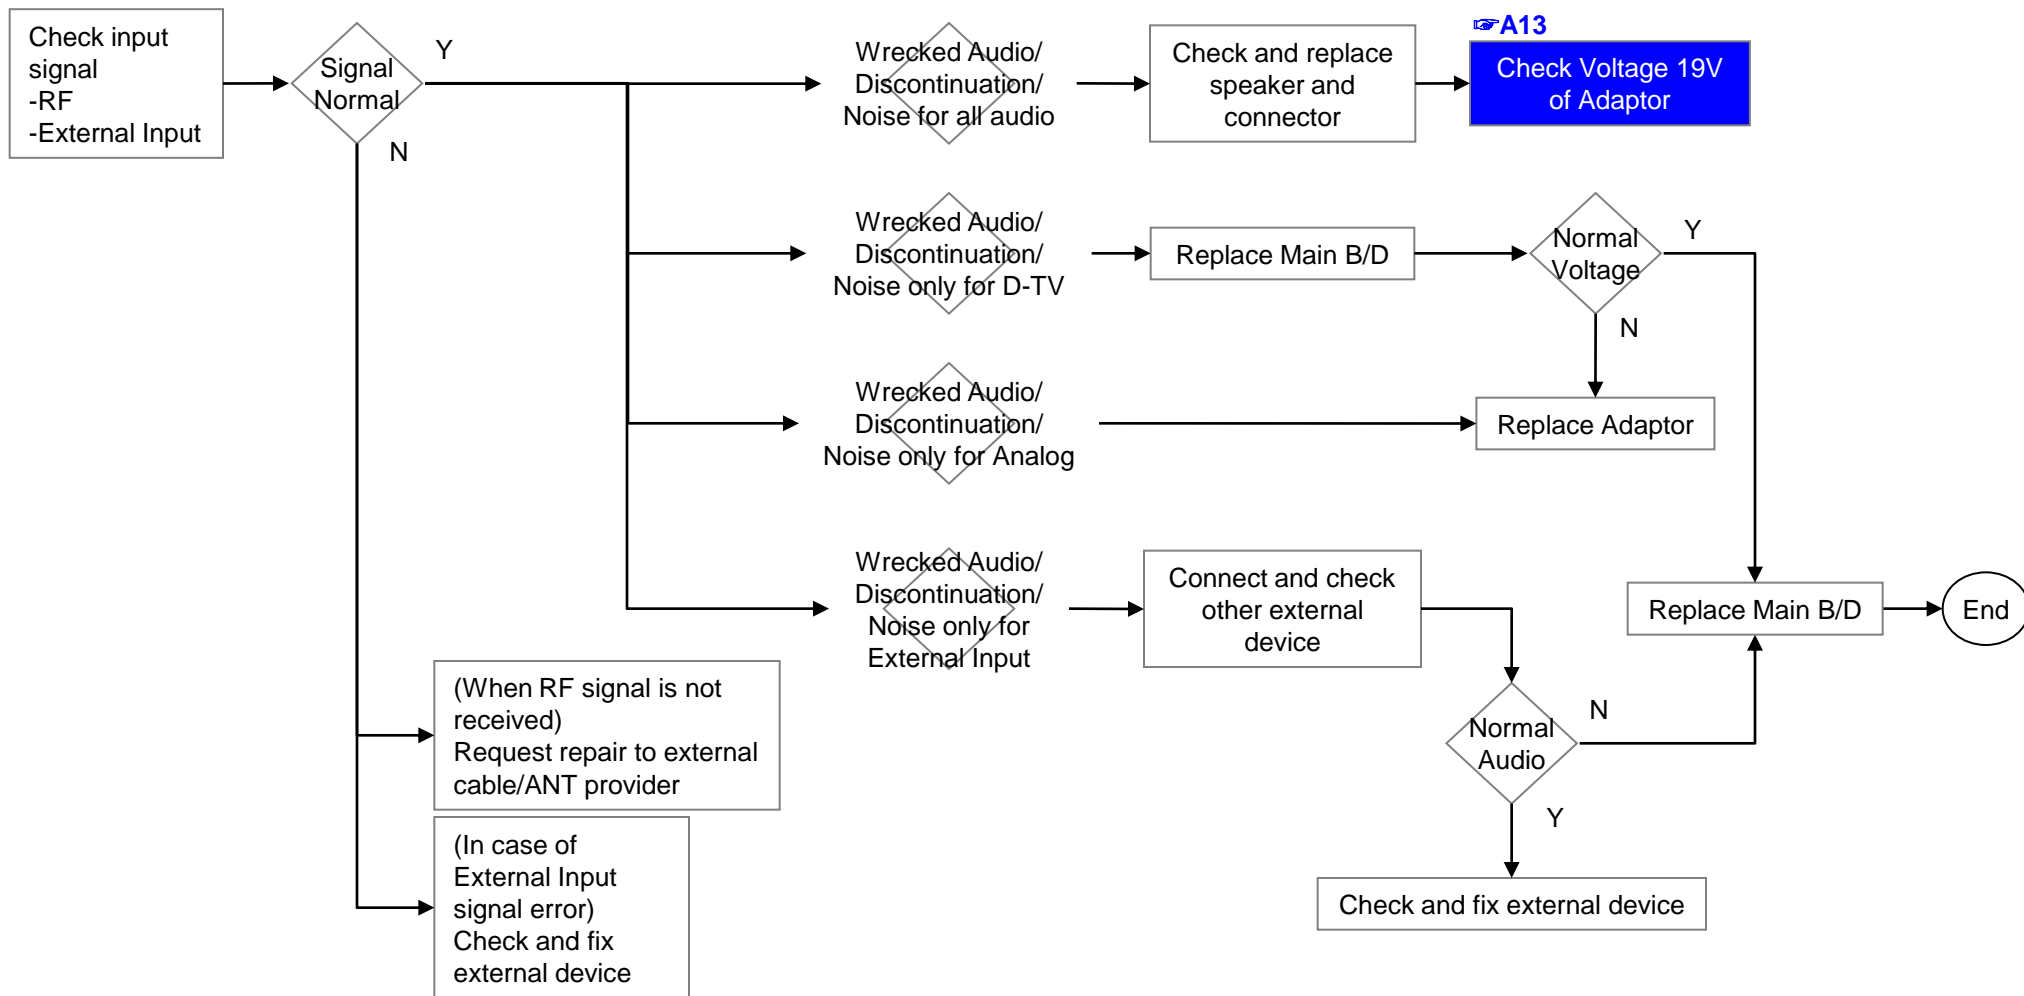 Check input
signal
-RF
-External Input
Signal
Normal
Y
N
Wrecked Audio/
Discontinuation/
Noise for all audio
Check and replace
speaker and
connector
☞A13
Check Voltage 19V
of Adaptor
Wrecked Audio/
Discontinuation/
Noise only for D-TV
Replace Main B/D
Normal
Voltage
Y
N
Wrecked Audio/
Discontinuation/
Noise only for Analog
Replace Adaptor
Wrecked Audio/
Discontinuation/
Noise only for
External Input
Connect and check
other external
device
Replace Main B/D
End
Normal
Audio
N
Y
Check and fix external device
(When RF signal is not
received)
Request repair to external
cable/ANT provider
(In case of
External Input
signal error)
Check and fix
external device